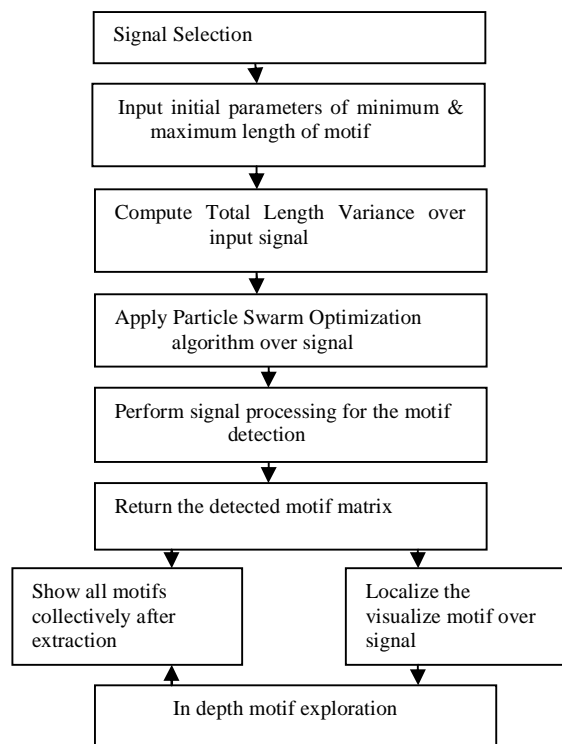 Signal Selection
Input initial parameters of minimum &
maximum length of motif
Compute Total Length Variance over
input signal
Apply Particle Swarm Optimization
algorithm over signal
Perform signal processing for the motif
detection
Return the detected motif matrix
Show all motifs
collectively after
extraction
Localize the
visualize motif over
signal
In depth motif exploration